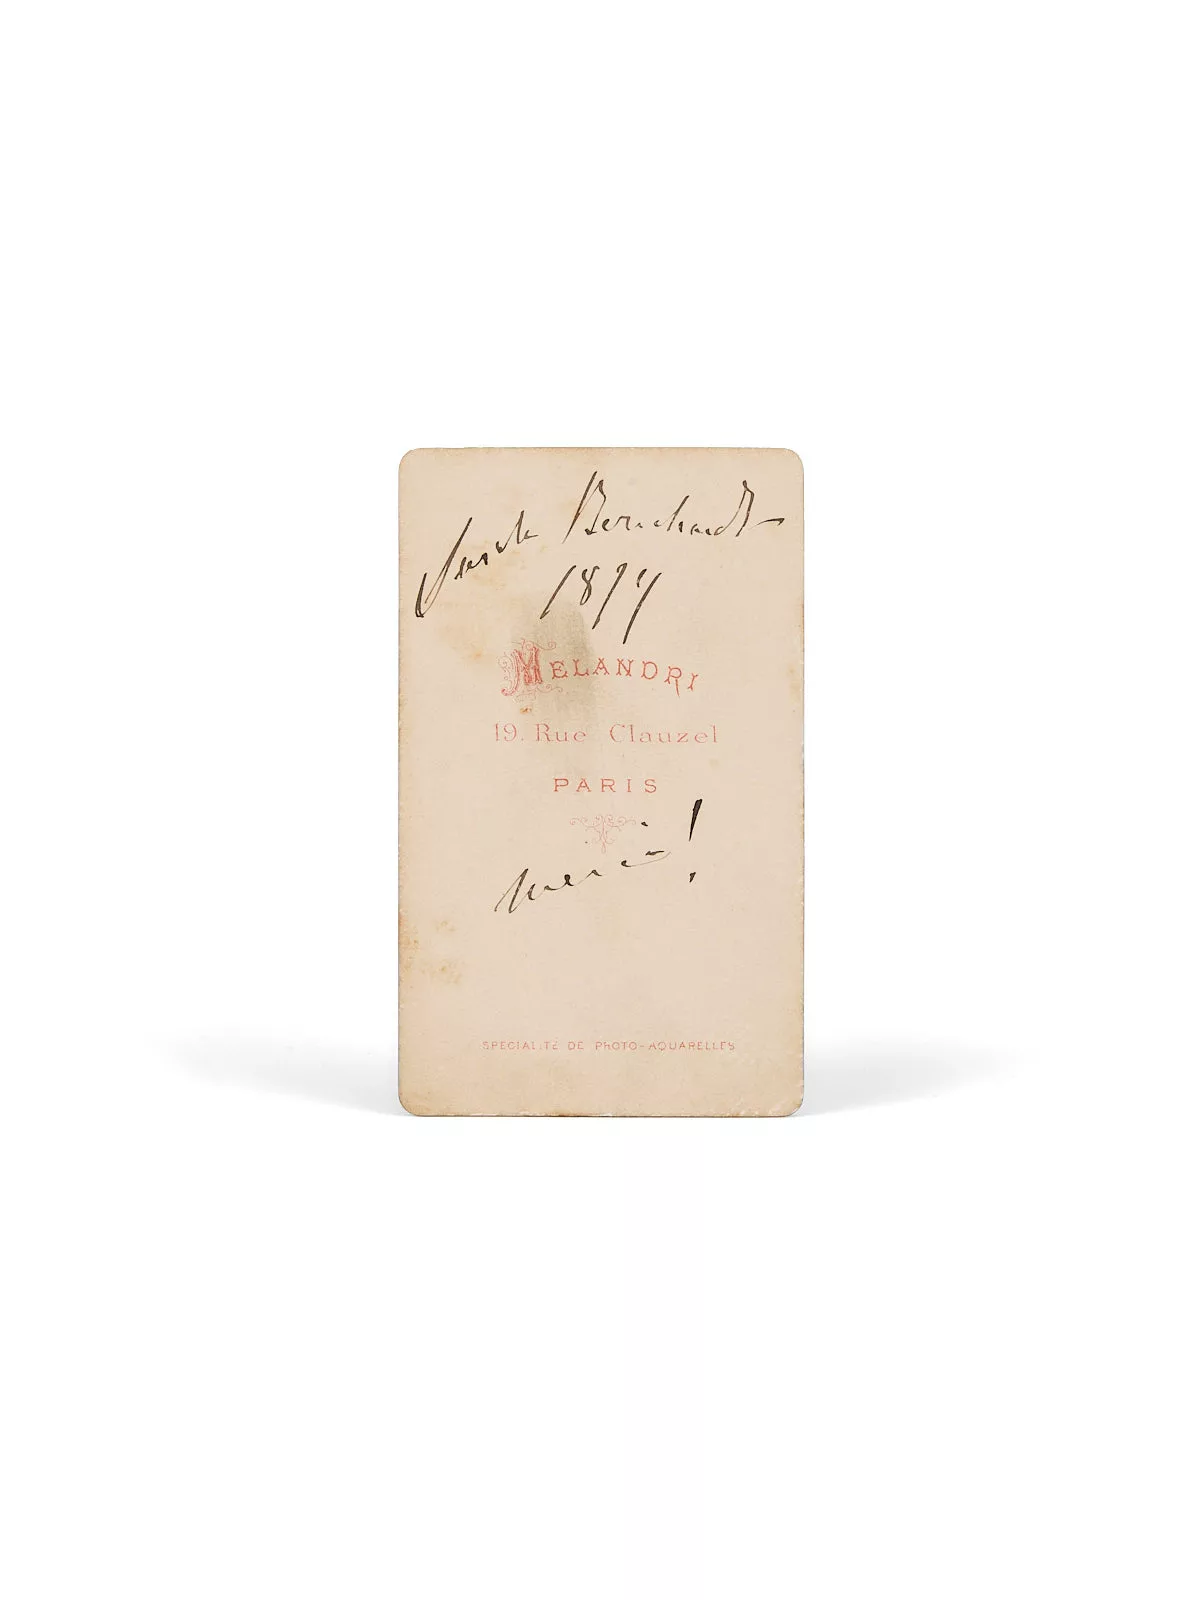 Sarah Bernhardt
1877
MELANDRI
19. Rue Clauzel
PARIS
merci!
SPECIALITÉ DE PHOTO-AQUARELLES